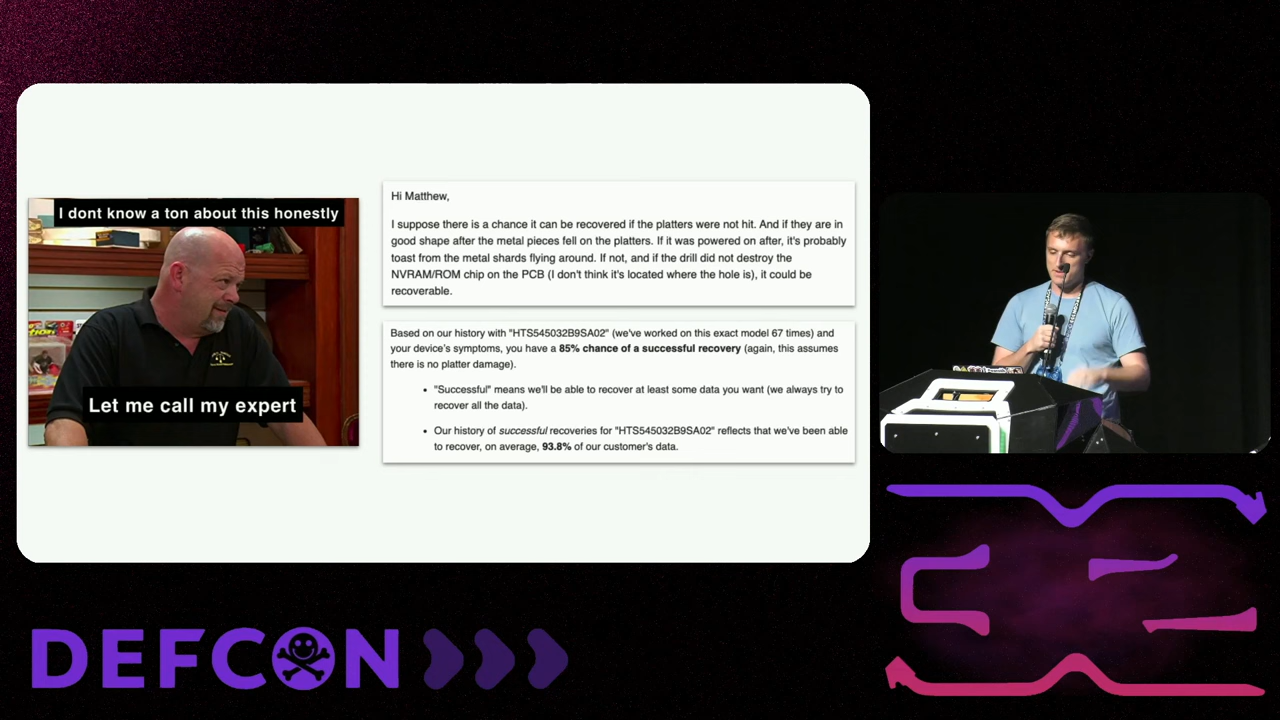 I dont know a ton about this honestly
Let me call my expert
Hi Matthew,
I suppose there is a chance it can be recovered if the platters were not hit. And if they are in
good shape after the metal pieces fell on the platters. If it was powered on after, it's probably
toast from the metal shards flying around. If not, and if the drill did not destroy the
NVRAM/ROM chip on the PCB (I don't think it's located where the hole is), it could be
recoverable.
Based on our history with "HTS545032B9SA02" (we've worked on this exact model 67 times) and
your device's symptoms, you have a 85% chance of a successful recovery (again, this assumes
there is no platter damage).
• "Successful" means we'll be able to recover at least some data you want (we always try to
recover all the data).
• Our history of successful recoveries for "HTS545032B9SA02" reflects that we've been able
to recover, on average, 93.8% of our customer's data.
DEFCON